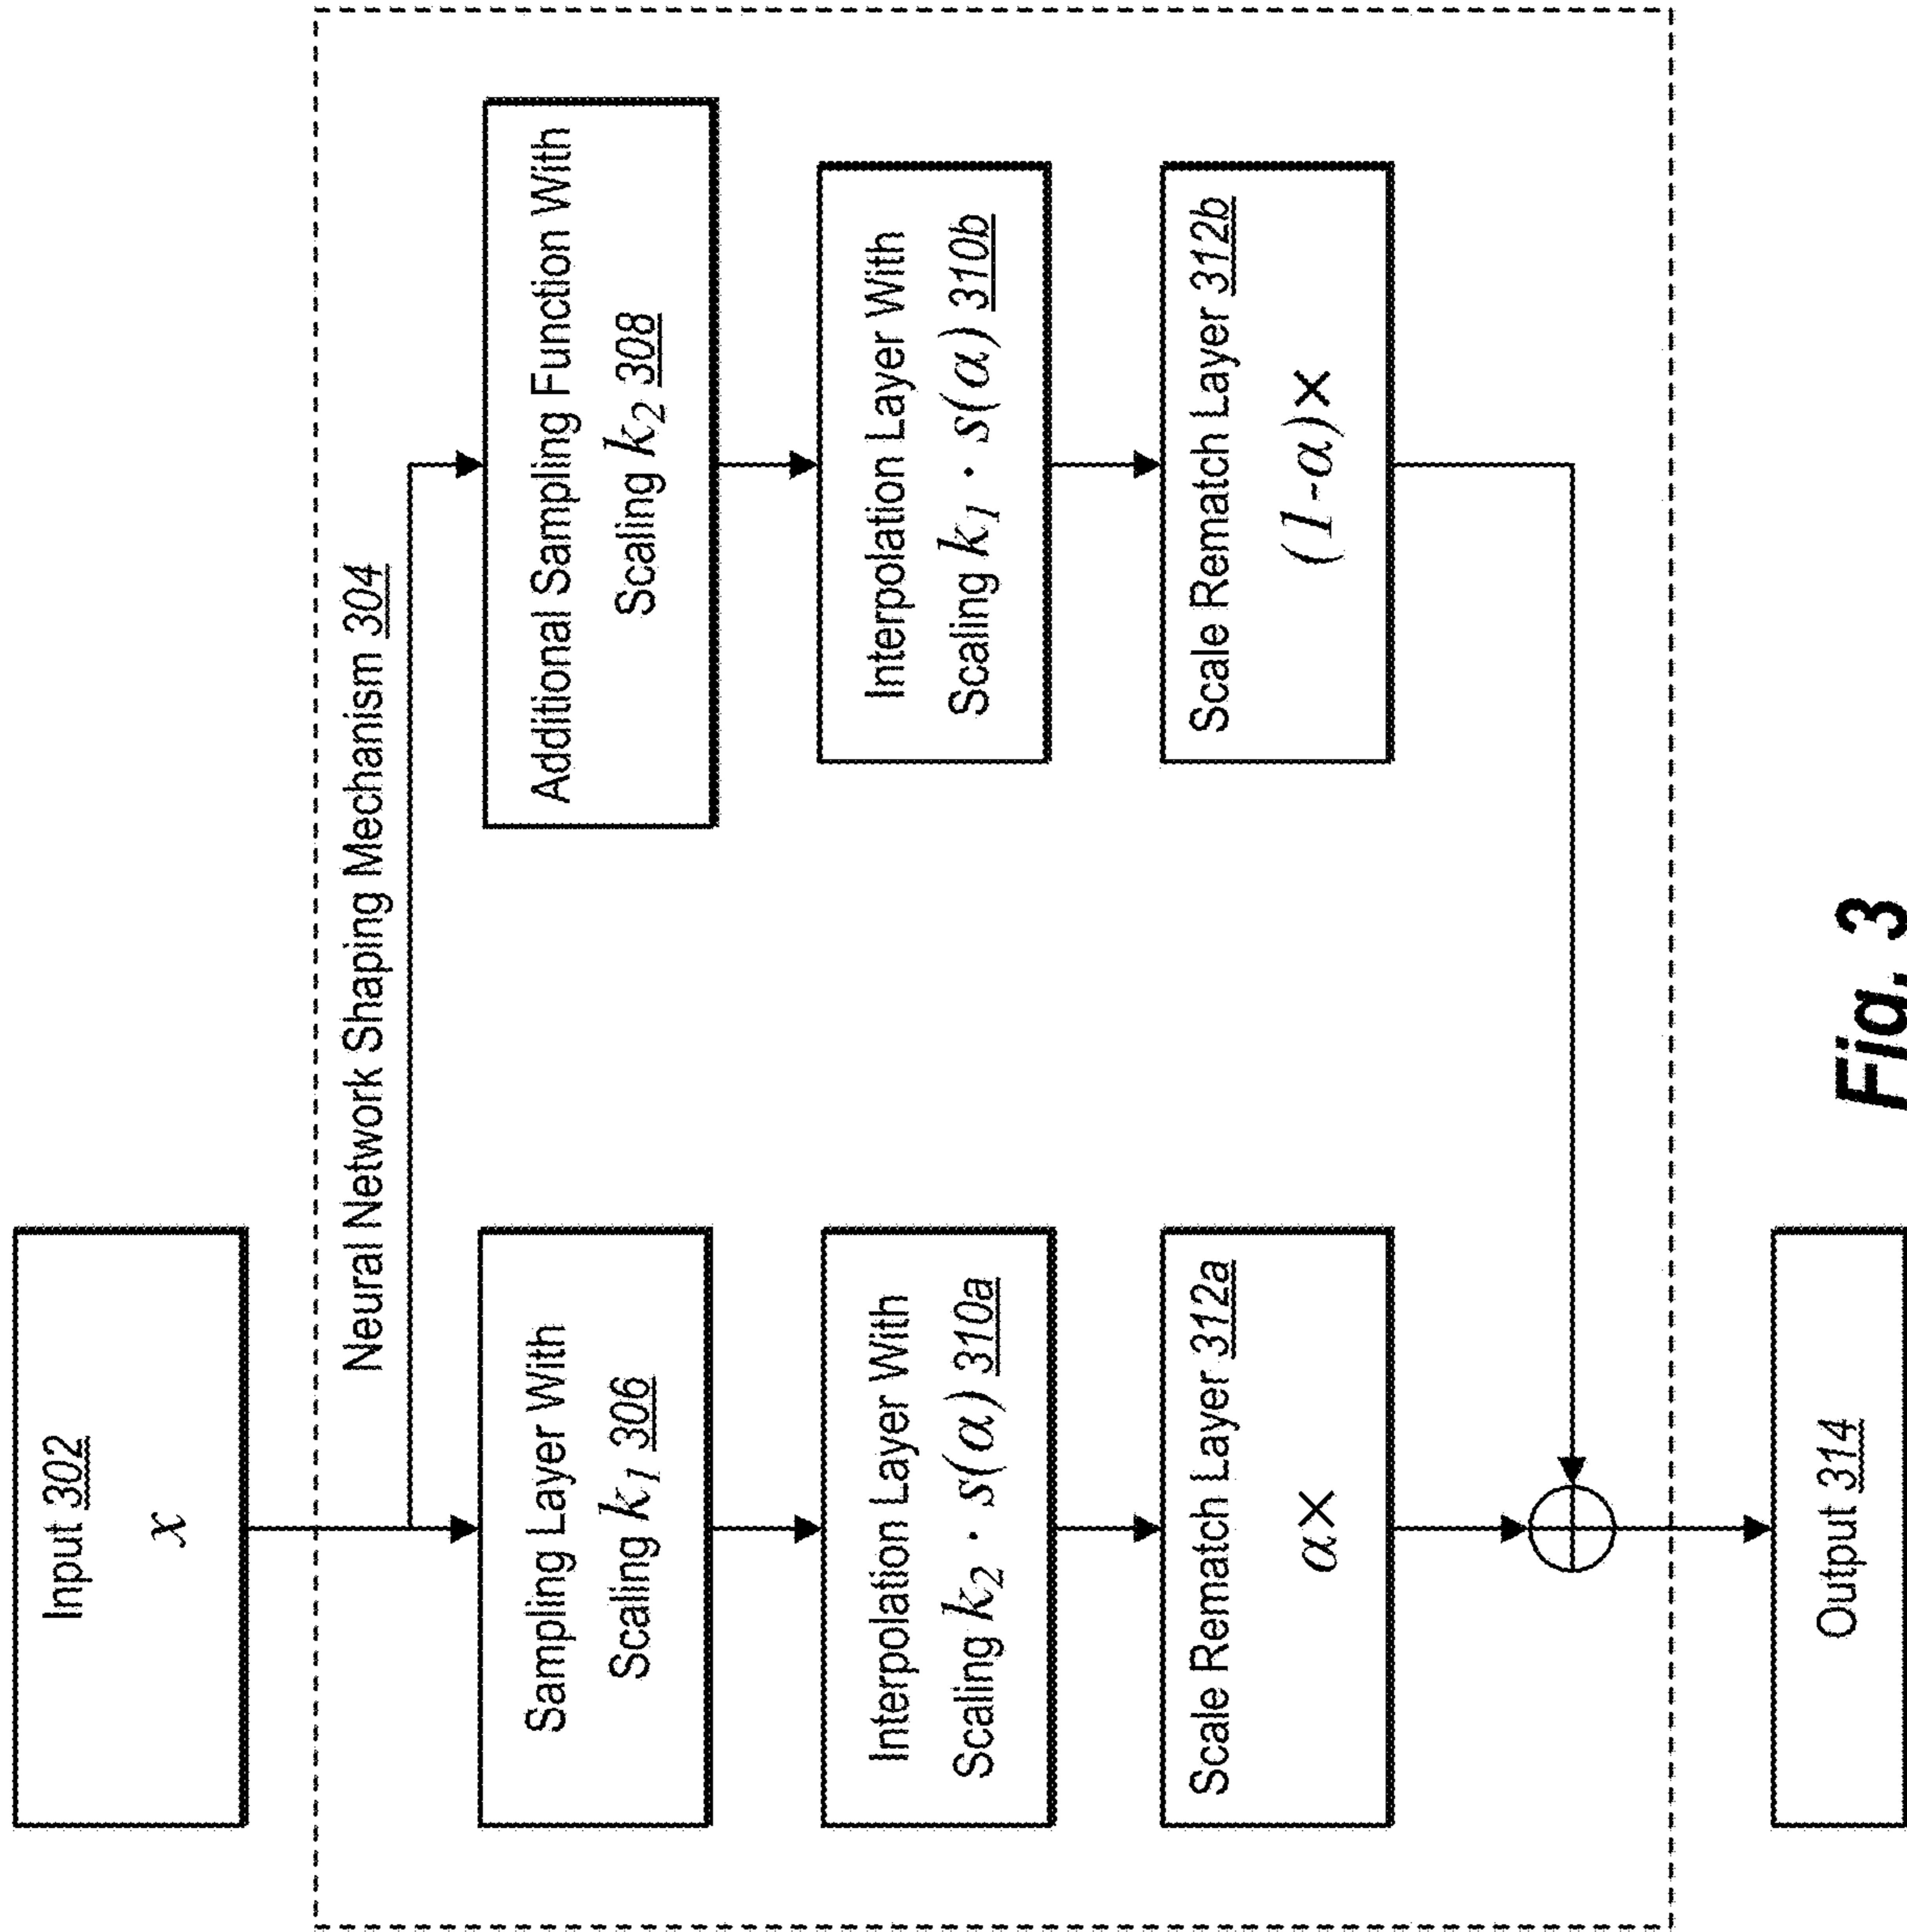 Input 302
x
Neural Network Shaping Mechanism 304
Sampling Layer With
Scaling k₁ 306
Additional Sampling Function With
Scaling k₂ 308
Interpolation Layer With
Scaling k₂ · s(α) 310a
Interpolation Layer With
Scaling k₁ · s(α) 310b
Scale Rematch Layer 312a
α×
Scale Rematch Layer 312b
(1-α)×
Output 314
Fig. 3